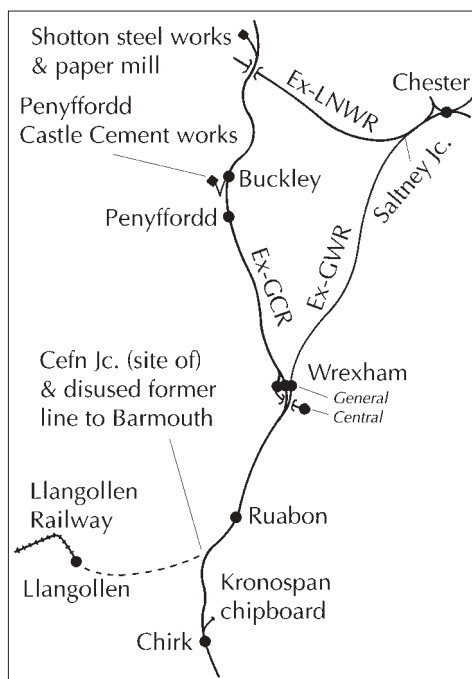 Shotton steel works
& paper mill
Ex-LNWR
Chester
Penyffordd
Castle Cement works
Saltney Jc.
Buckley
Penyffordd
Ex-GCR
Ex-GWR
Cefn Jc. (site of)
& disused former
line to Barmouth
Wrexham
General
Central
Llangollen
Railway
Ruabon
Llangollen
Kronospan
chipboard
Chirk